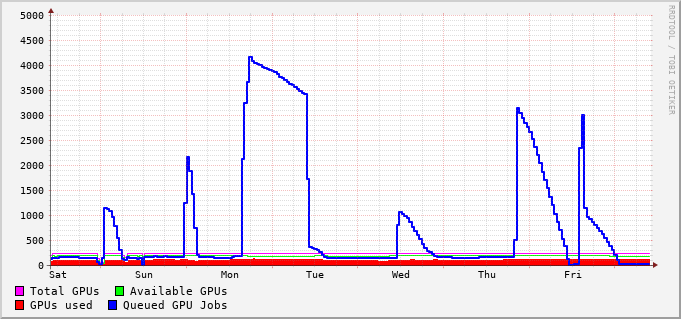 5000
4500
4000
3500
3000
2500
2000
1500
1000
500
0
Sat Sun Mon Tue Wed Thu Fri
Total GPUs Available GPUs
GPUs used Queued GPU Jobs
RRDTOOL / TOBI OETIKER